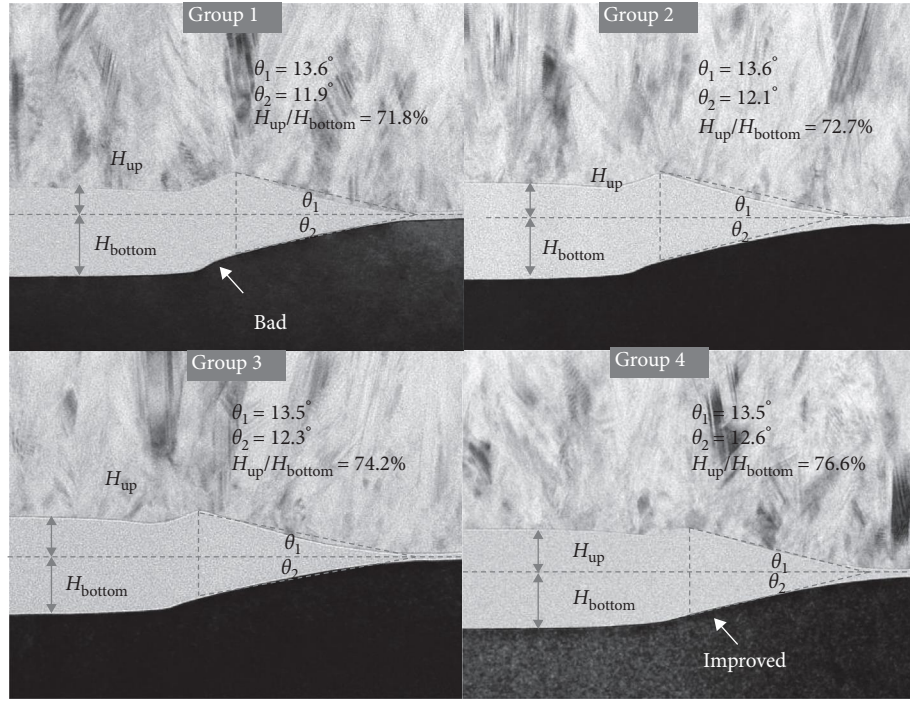 Group 1
θ1 = 13.6°
θ2 = 11.9°
Hup/Hbottom = 71.8%
Hup
θ1
θ2
Hbottom
Bad
Group 2
θ1 = 13.6°
θ2 = 12.1°
Hup/Hbottom = 72.7%
Hup
θ1
θ2
Hbottom
Group 3
θ1 = 13.5°
θ2 = 12.3°
Hup/Hbottom = 74.2%
Hup
θ1
θ2
Hbottom
Group 4
θ1 = 13.5°
θ2 = 12.6°
Hup/Hbottom = 76.6%
Hup
θ1
θ2
Hbottom
Improved